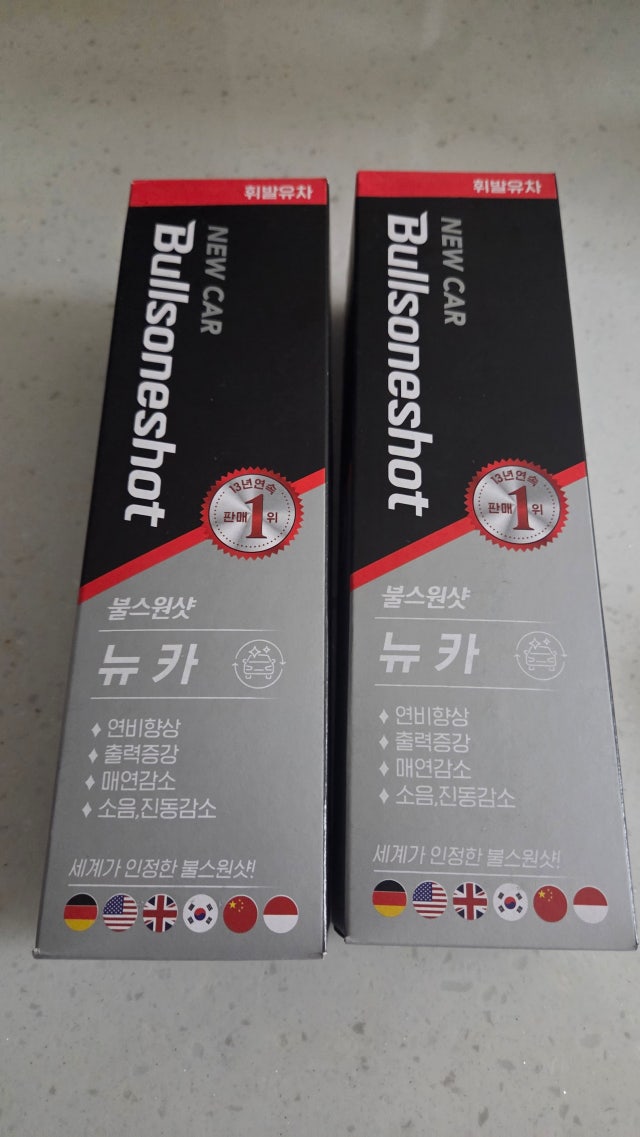 휘발유차
NEW CAR
Bullsoneshot
13년연속
판매 1위
불스원샷
뉴 카
♦ 연비향상
♦ 출력증강
♦ 매연감소
♦ 소음,진동감소
세계가 인정한 불스원샷!
휘발유차
NEW CAR
Bullsoneshot
13년연속
판매 1위
불스원샷
뉴 카
♦ 연비향상
♦ 출력증강
♦ 매연감소
♦ 소음,진동감소
세계가 인정한 불스원샷!